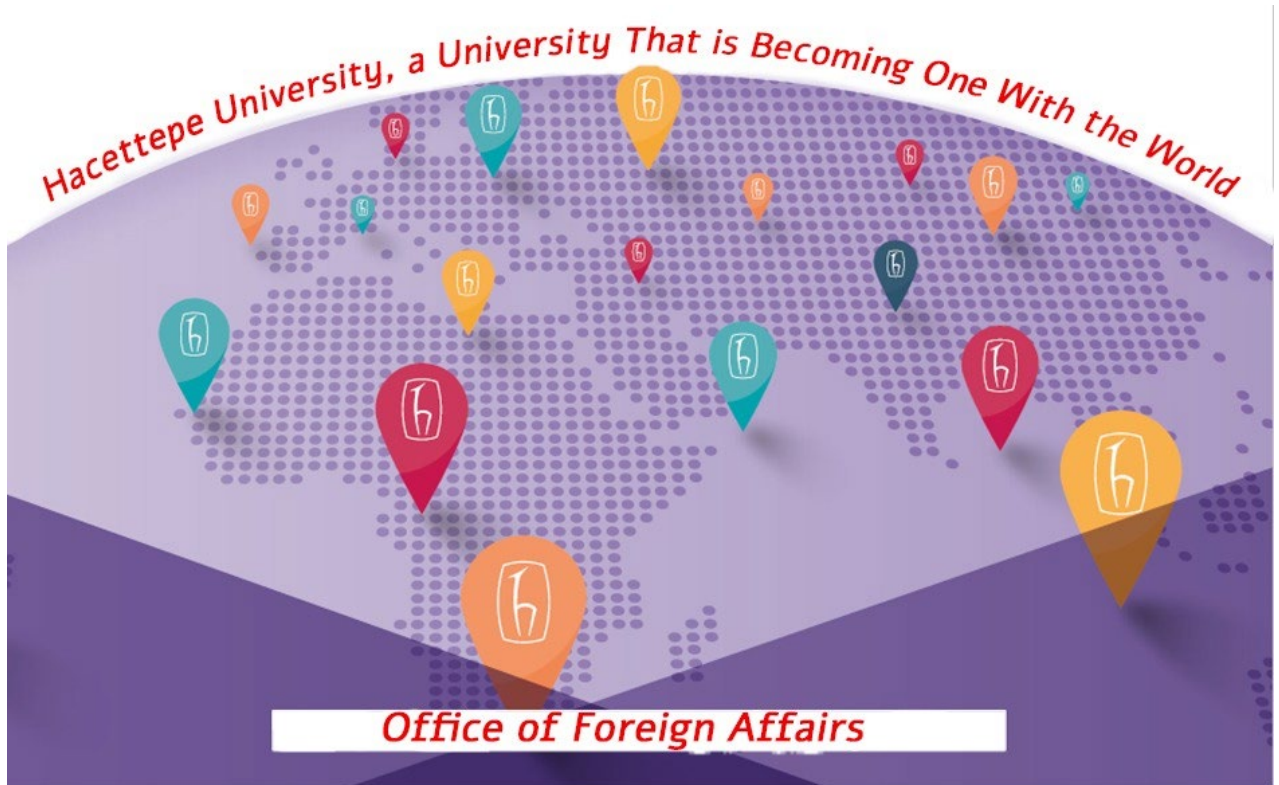 Hacettepe University, a University That is Becoming One With the World
Office of Foreign Affairs